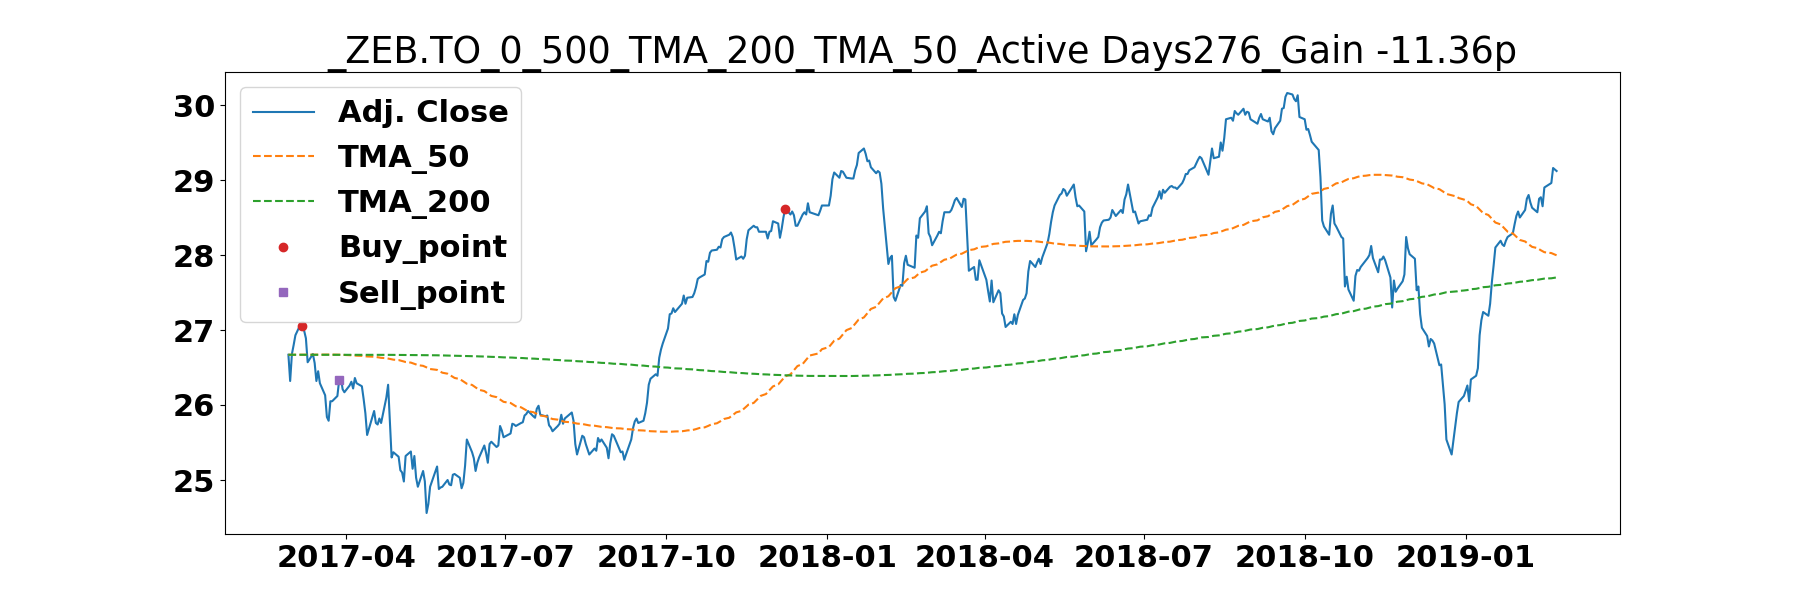 _ZEB.TO_0_500_TMA_200_TMA_50_Active Days276_Gain -11.36p
Adj. Close
TMA_50
TMA_200
Buy_point
Sell_point
30
29
28
27
26
25
2017-04 2017-07 2017-10 2018-01 2018-04 2018-07 2018-10 2019-01